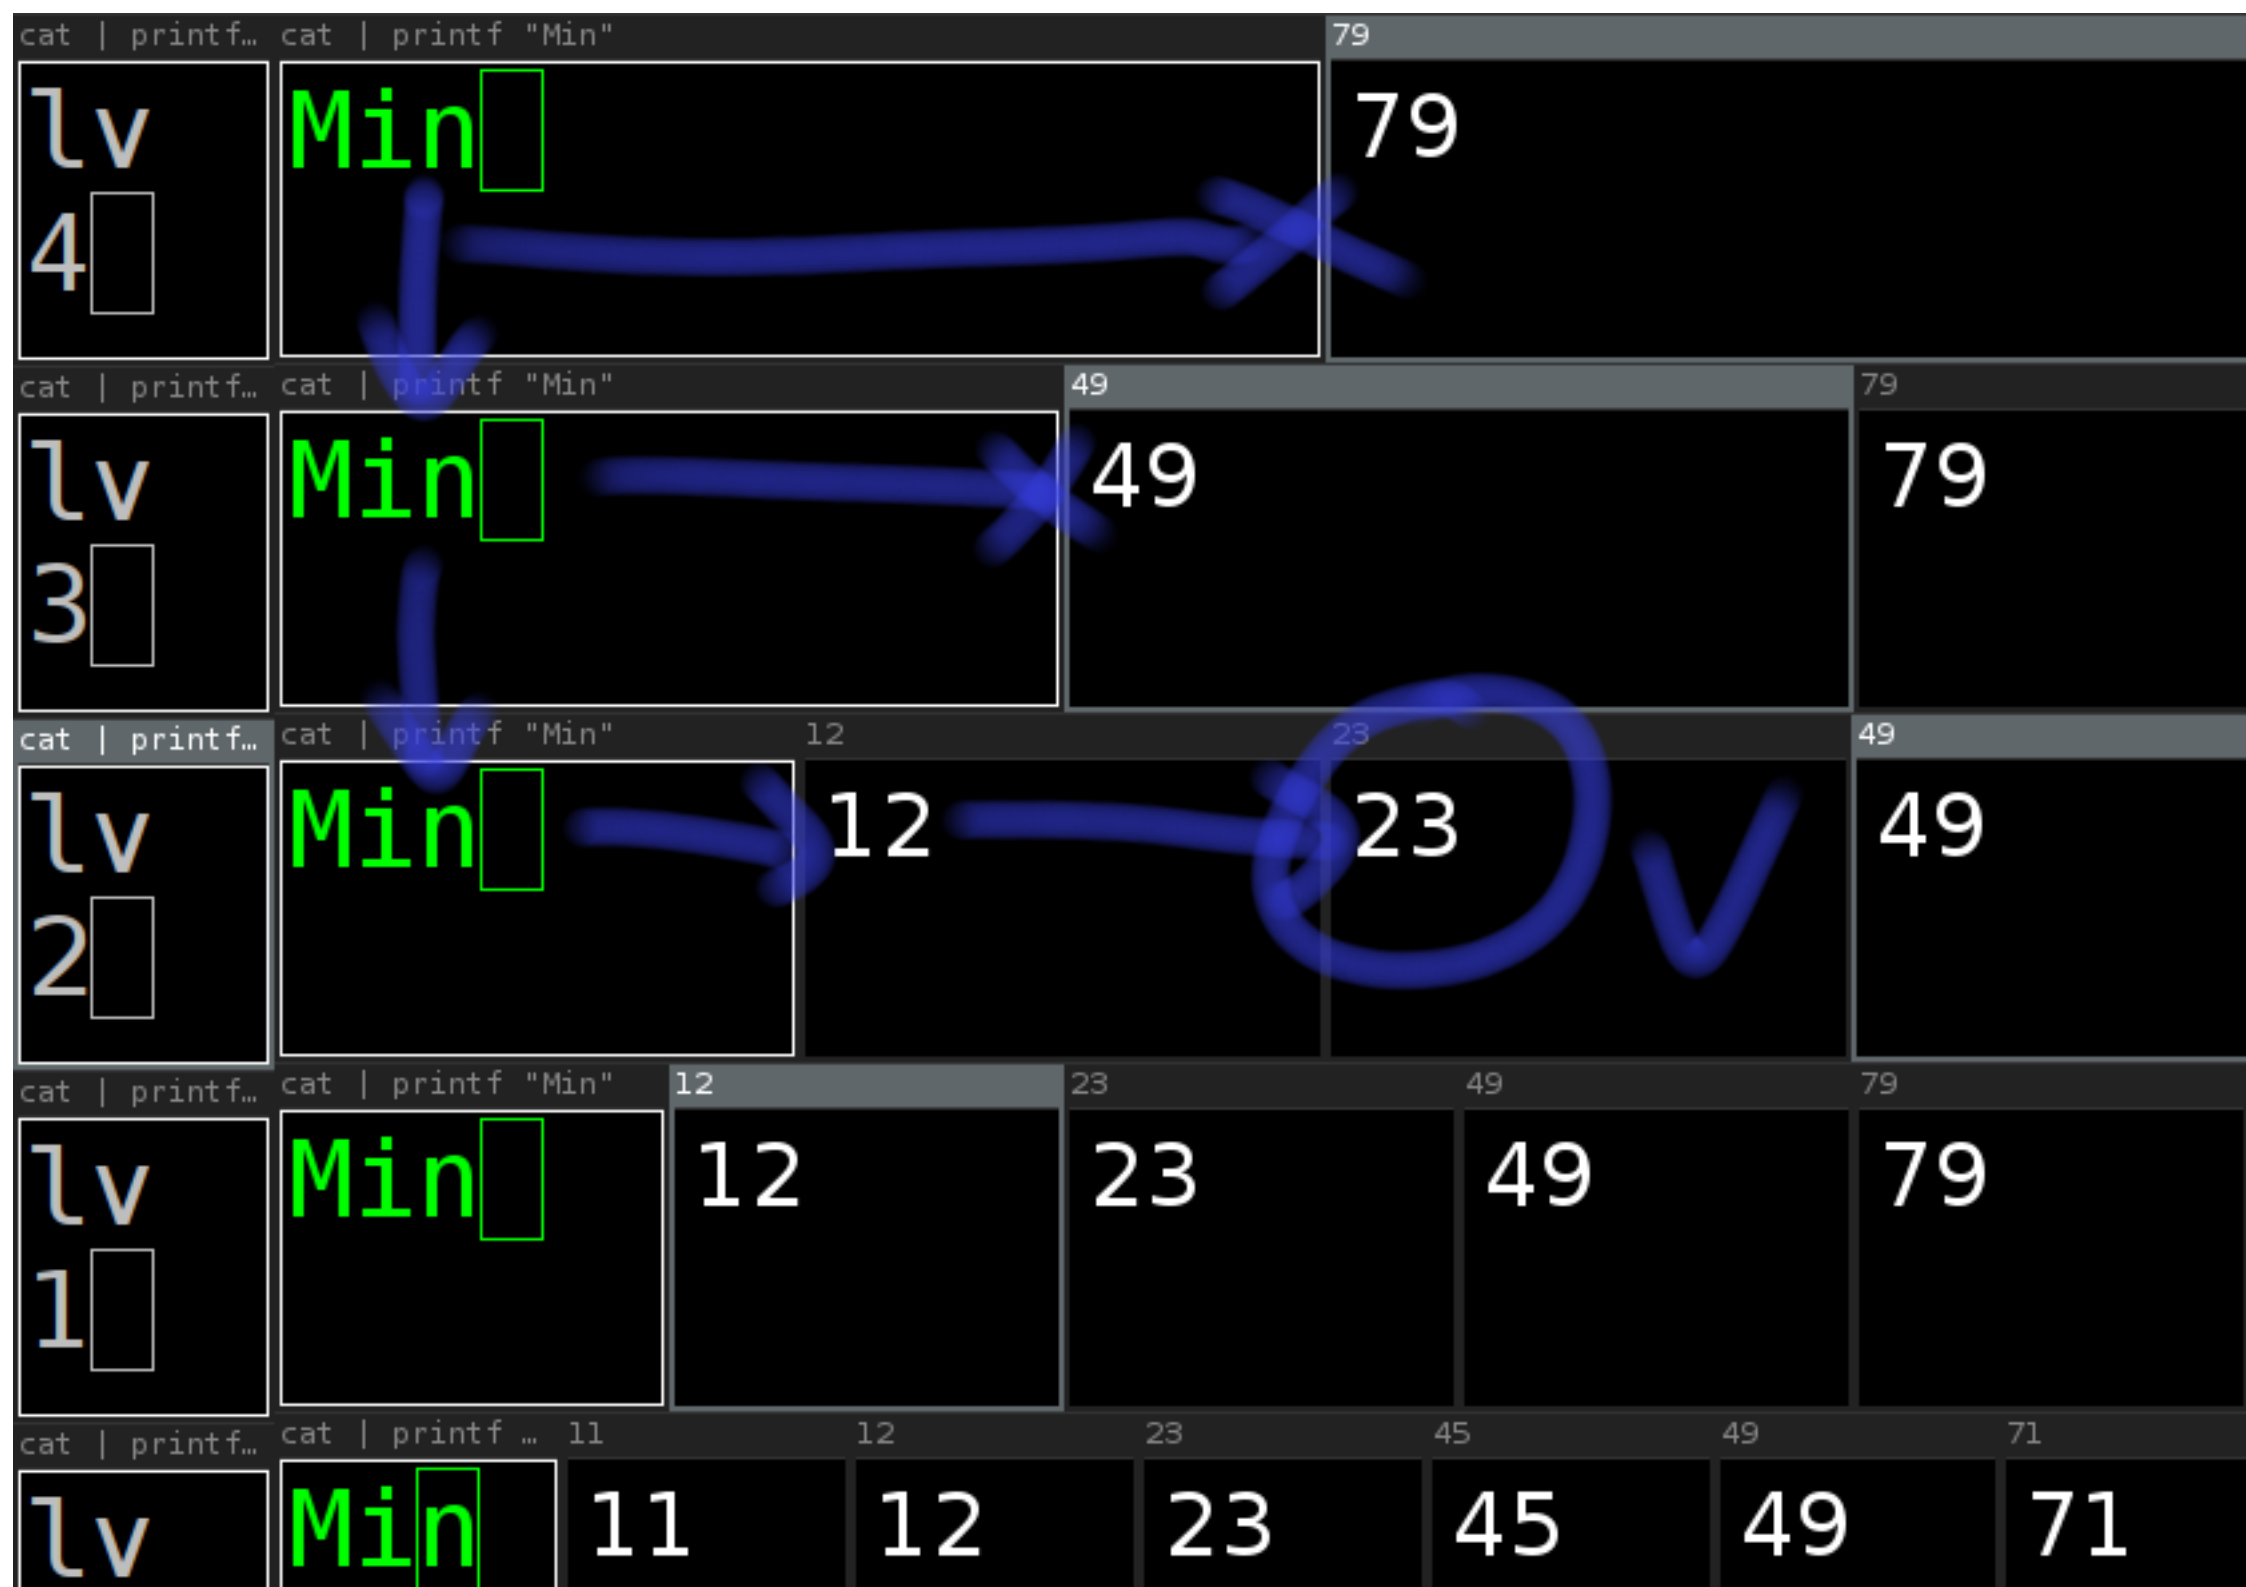 cat | printf… cat | printf "Min" 79
lv Min 79
4
cat | printf… cat | printf "Min" 49 79
lv Min 49 79
3
cat | printf… cat | printf "Min" 12 23 49
lv Min 12 23 49
2
cat | printf… cat | printf "Min" 12 23 49 79
lv Min 12 23 49 79
1
cat | printf… cat | printf … 11 12 23 45 49 71
lv Min 11 12 23 45 49 71